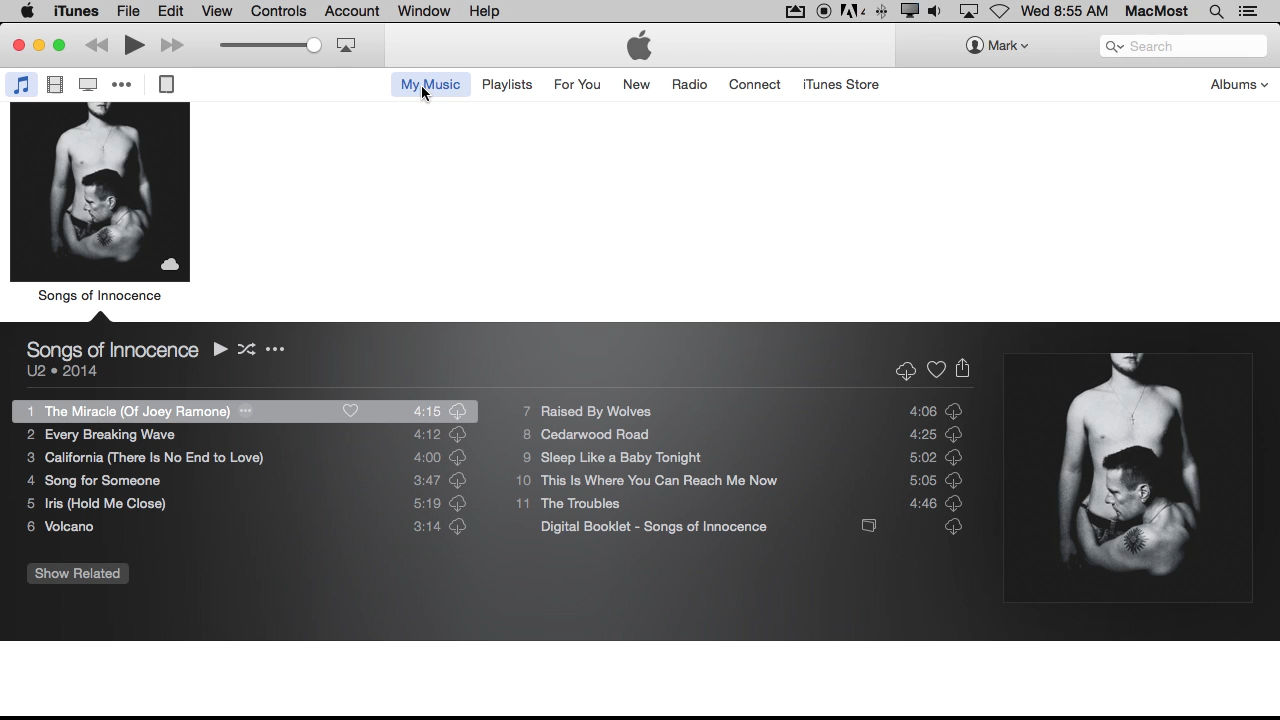 iTunes File Edit View Controls Account Window Help 4 Wed 8:55 AM MacMost
Mark Search
My Music Playlists For You New Radio Connect iTunes Store Albums
Songs of Innocence
Songs of Innocence
U2 • 2014
1 The Miracle (Of Joey Ramone) 4:15
2 Every Breaking Wave 4:12
3 California (There Is No End to Love) 4:00
4 Song for Someone 3:47
5 Iris (Hold Me Close) 5:19
6 Volcano 3:14
7 Raised By Wolves 4:06
8 Cedarwood Road 4:25
9 Sleep Like a Baby Tonight 5:02
10 This Is Where You Can Reach Me Now 5:05
11 The Troubles 4:46
Digital Booklet - Songs of Innocence
Show Related